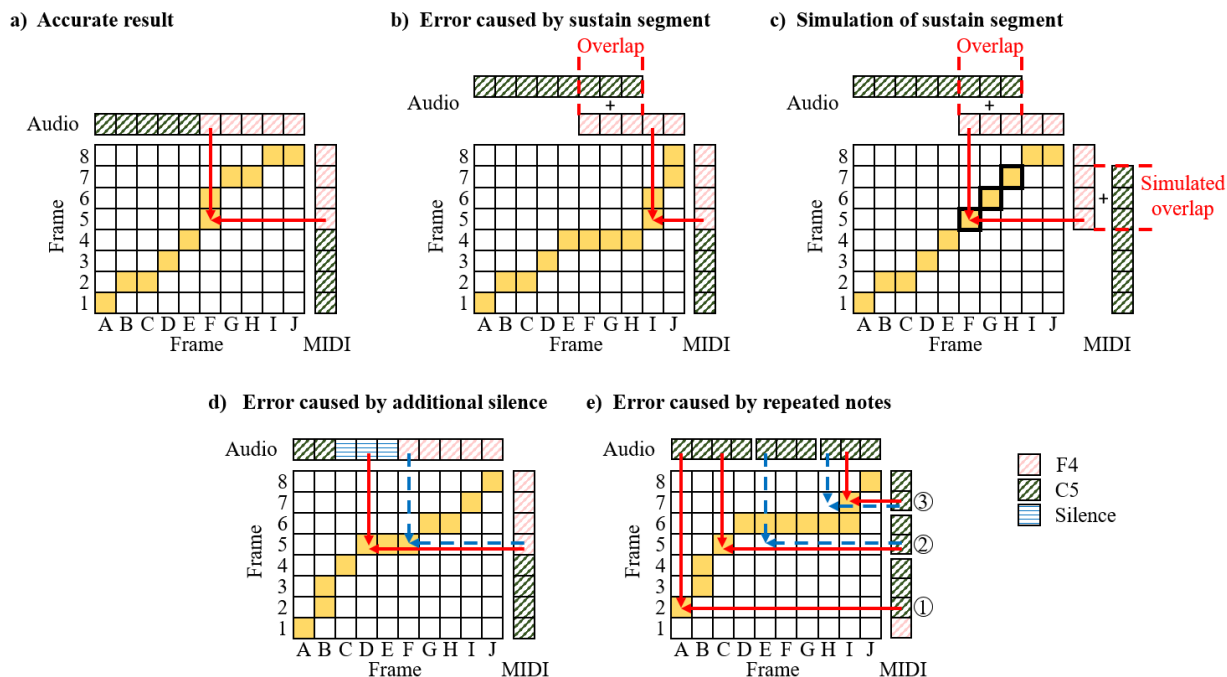 a) Accurate result
Audio
8
7
6
5
4
3
2
1
Frame
A B C D E F G H I J
Frame
MIDI
b) Error caused by sustain segment
Overlap
Audio
+
8
7
6
5
4
3
2
1
Frame
A B C D E F G H I J
Frame
MIDI
c) Simulation of sustain segment
Overlap
Audio
+
8
7
6
5
4
3
2
1
Frame
+
Simulated
overlap
A B C D E F G H I J
Frame
MIDI
d) Error caused by additional silence
Audio
8
7
6
5
4
3
2
1
Frame
A B C D E F G H I J
Frame
MIDI
e) Error caused by repeated notes
Audio
8
7
6
5
4
3
2
1
Frame
③
②
①
A B C D E F G H I J
Frame
MIDI
F4
C5
Silence